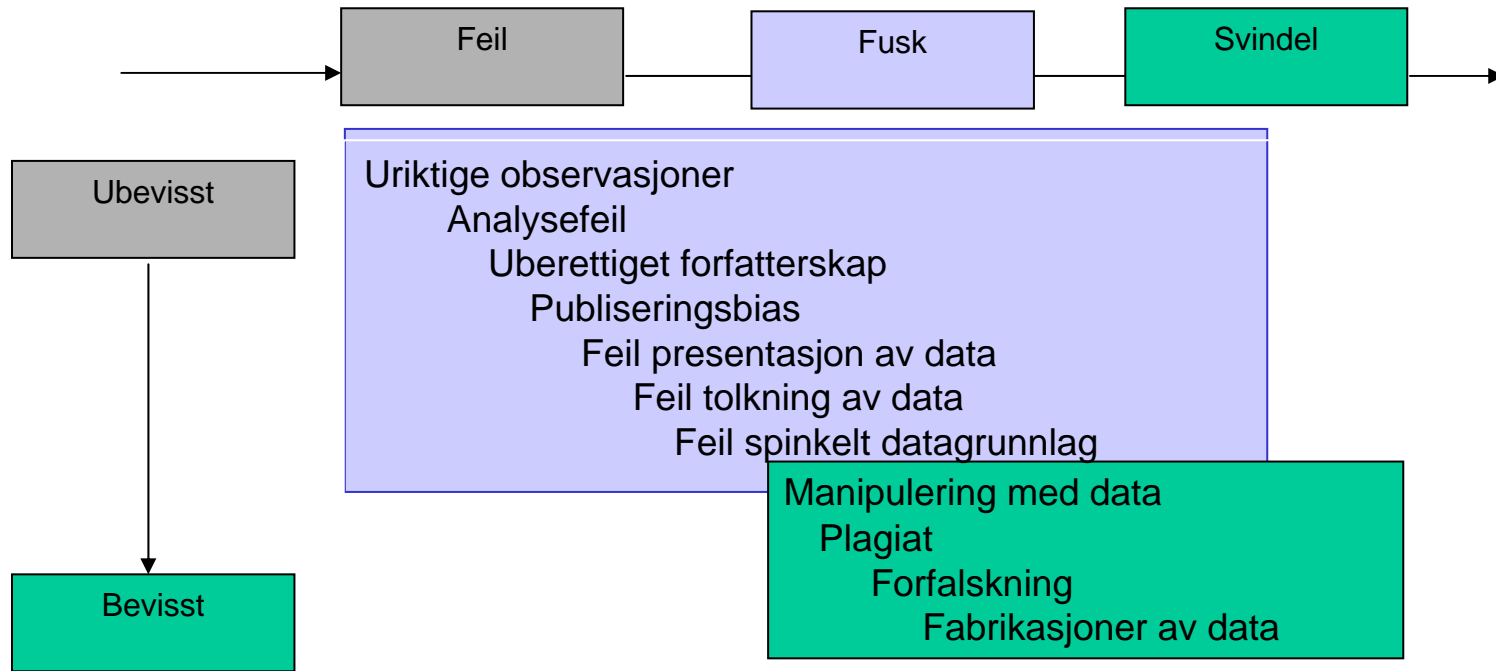 Feil
Fusk
Svindel
Ubevisst
Uriktige observasjoner
Analysefeil
Uberettiget forfatterskap
Publiseringsbias
Feil presentasjon av data
Feil tolkning av data
Feil spinkelt datagrunnlag
Manipulering med data
Plagiat
Forfalskning
Fabrikasjoner av data
Bevisst